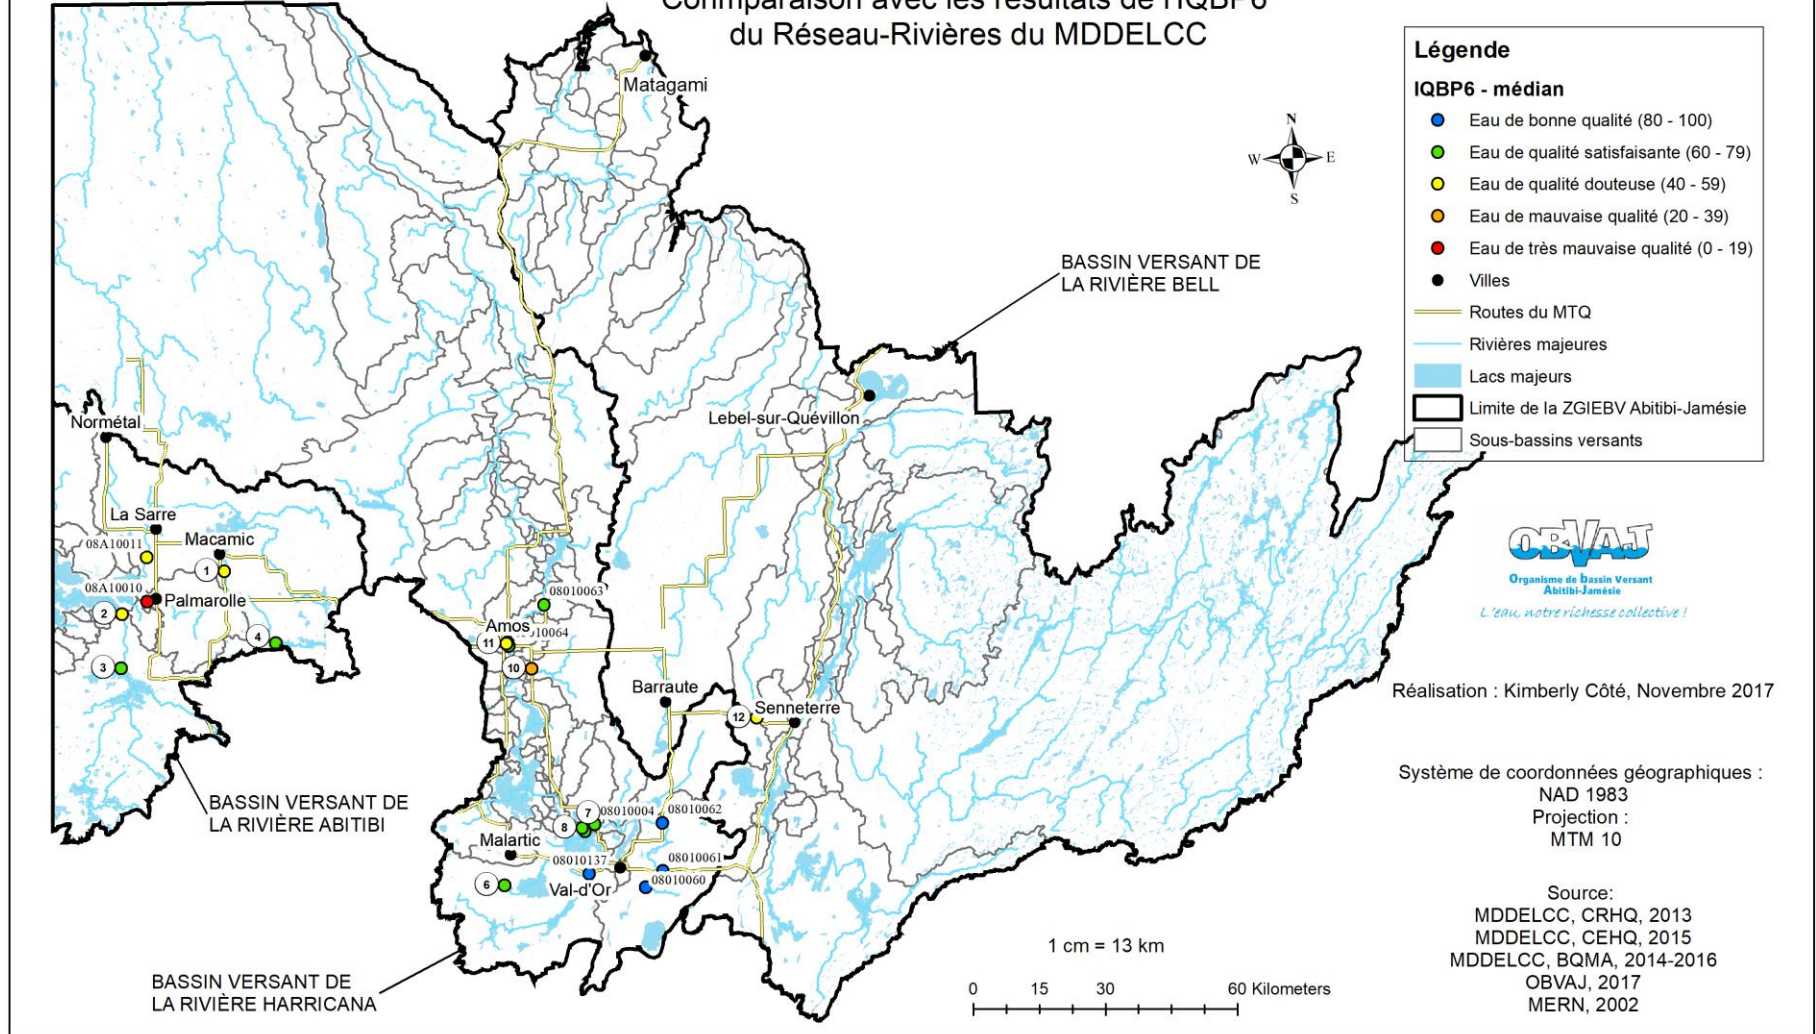 Conmparaison avec les résultats de l'IQBP6
du Réseau-Rivières du MDDELCC
Légende
IQBP6 - médian
Eau de bonne qualité (80 - 100)
Eau de qualité satisfaisante (60 - 79)
Eau de qualité douteuse (40 - 59)
Eau de mauvaise qualité (20 - 39)
Eau de très mauvaise qualité (0 - 19)
Villes
Routes du MTQ
Rivières majeures
Lacs majeurs
Limite de la ZGIEBV Abitibi-Jamésie
Sous-bassins versants
N
W
E
S
Matagami
BASSIN VERSANT DE
LA RIVIÈRE BELL
Lebel-sur-Quévillon
Normétal
La Sarre
Macamic
08A10011
1
08A10010
Palmarolle
2
3
4
08010063
Amos
11
10064
10
Barraute
12
Senneterre
BASSIN VERSANT DE
LA RIVIÈRE ABITIBI
7
08010004
08010062
8
Malartic
08010137
08010061
08010060
Val-d'Or
6
BASSIN VERSANT DE
LA RIVIÈRE HARRICANA
OBVAJ
Organisme de Bassin Versant
Abitibi-Jamésie
L'eau, notre richesse collective !
Réalisation : Kimberly Côté, Novembre 2017
Système de coordonnées géographiques :
NAD 1983
Projection :
MTM 10
Source:
MDDELCC, CRHQ, 2013
MDDELCC, CEHQ, 2015
MDDELCC, BQMA, 2014-2016
OBVAJ, 2017
MERN, 2002
1 cm = 13 km
0 15 30 60 Kilometers